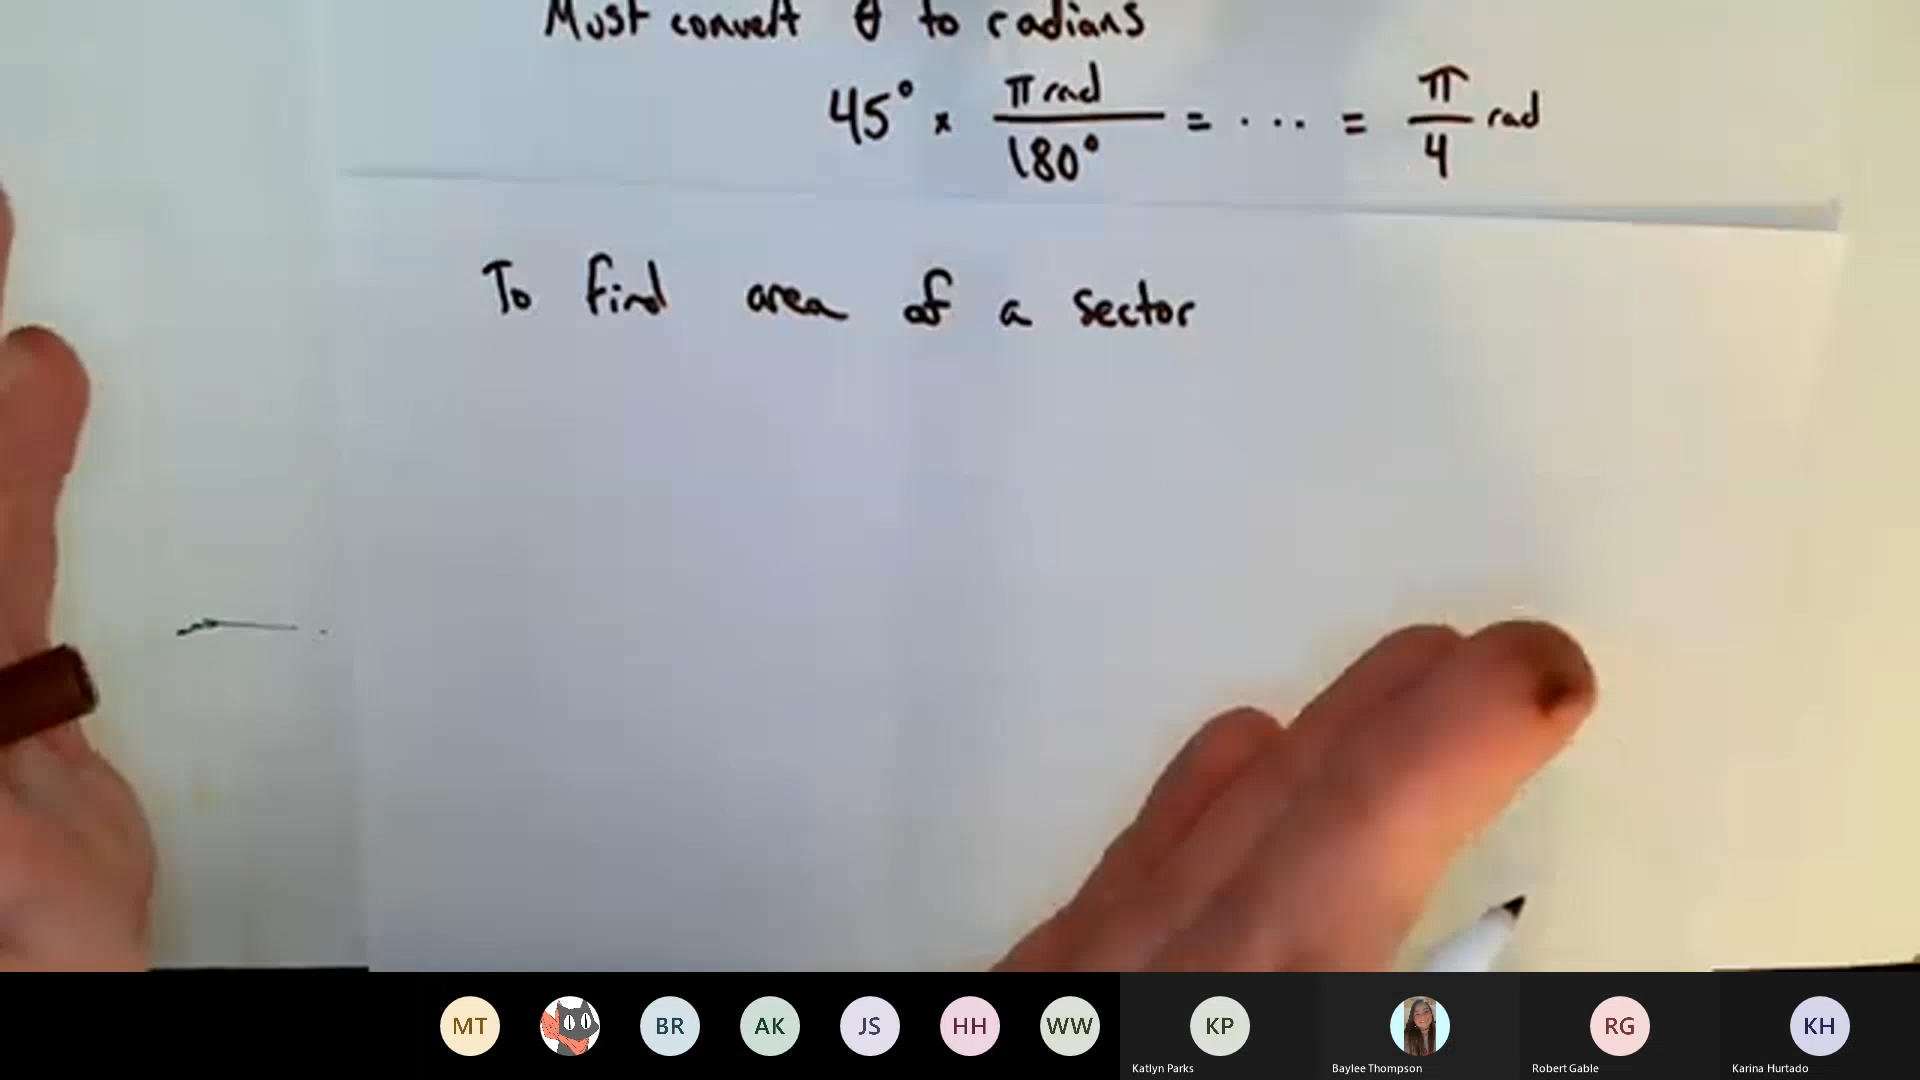 Must convert θ to radians
45° × π rad / 180° = .... = π / 4 rad
To find area of a sector
MT BR AK JS HH WW KP RG KH
Katlyn Parks Baylee Thompson Robert Gable Karina Hurtado